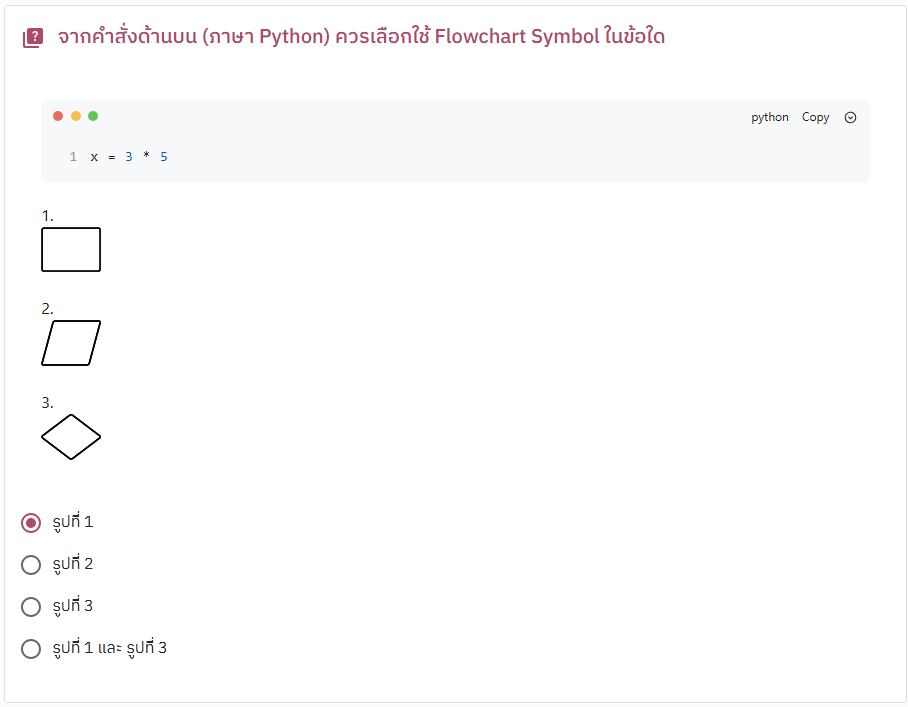 จากคำสั่งด้านบน (ภาษา Python) ควรเลือกใช้ Flowchart Symbol ในข้อใด
python Copy
1 x = 3 * 5
1.
2.
3.
รูปที่ 1
รูปที่ 2
รูปที่ 3
รูปที่ 1 และ รูปที่ 3